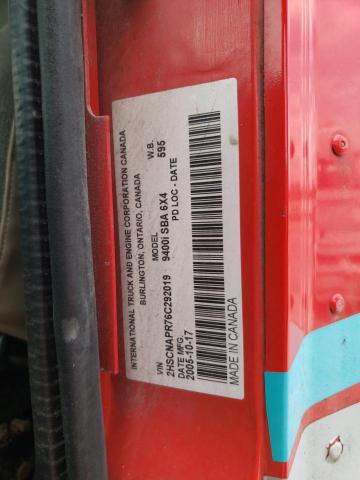 INTERNATIONAL TRUCK AND ENGINE CORPORATION CANADA
BURLINGTON, ONTARIO, CANADA
VIN MODEL W.B.
2HSCNAPR76C292019 9400i SBA 6X4 595
DATE MFG. PD LOC - DATE
2005-10-17
MADE IN CANADA